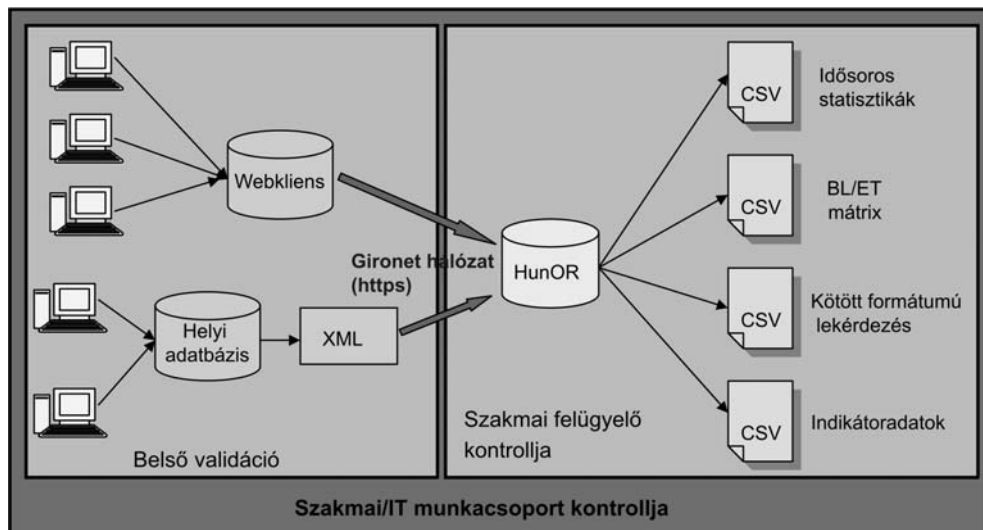 Webkliens
Helyi
adatbázis
XML
Belső validáció
Gironet hálózat
(https)
HunOR
Szakmai felügyelő
kontrollja
CSV
Idősoros
statisztikák
CSV
BL/ET
mátrix
CSV
Kötött formátumú
lekérdezés
CSV
Indikátoradatok
Szakmai/IT munkacsoport kontrollja